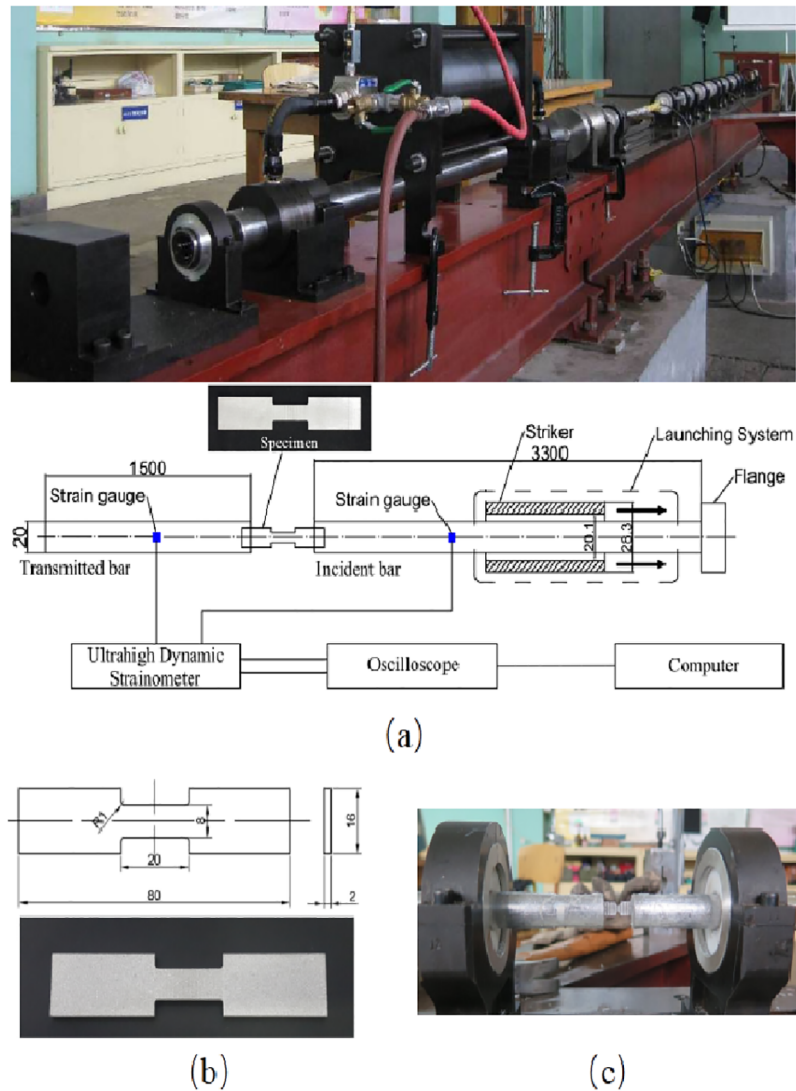 Specimen
1500
Striker
Launching System
3300
Flange
Strain gauge
Strain gauge
20
20.1
28.3
Transmitted bar
Incident bar
Ultrahigh Dynamic
Strainometer
Oscilloscope
Computer
(a)
R1
8
16
20
80
2
(b)
(c)